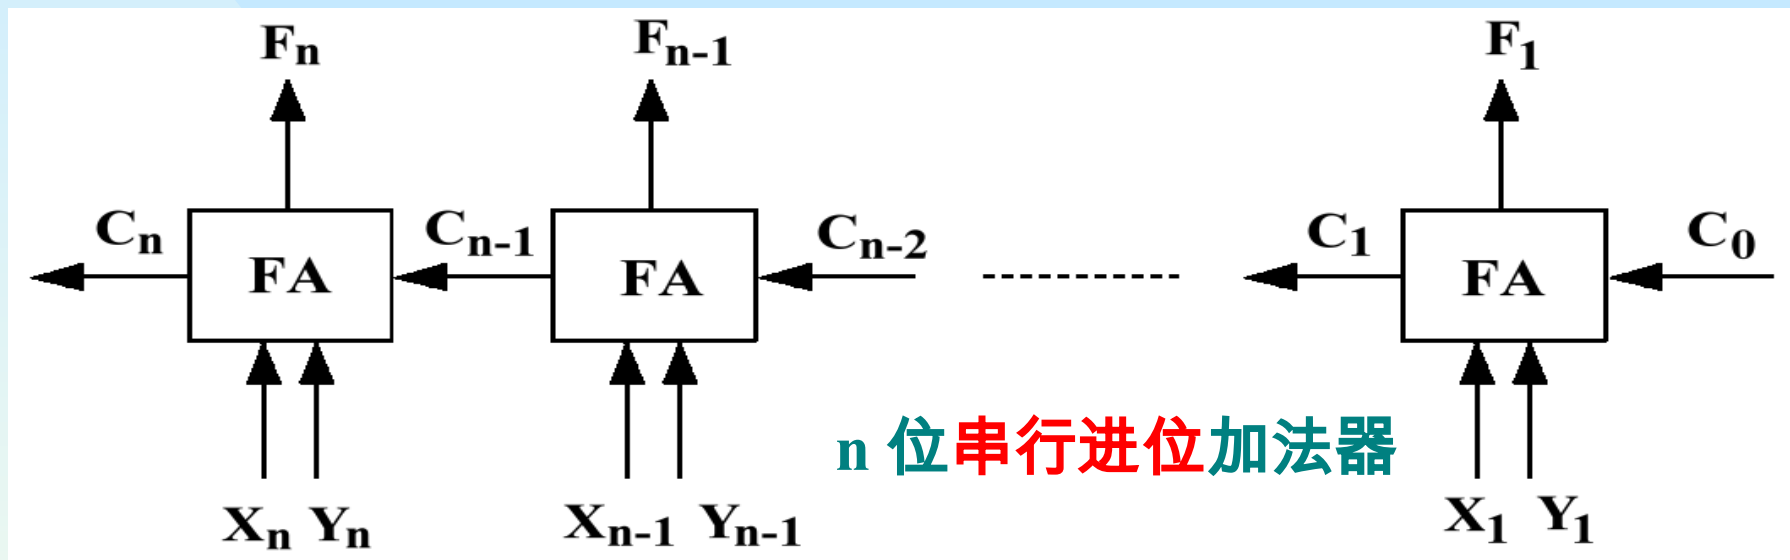 Fn Fn-1 F1
Cn Cn-1 Cn-2 C1 C0
FA FA FA
n 位串行进位加法器
Xn Yn Xn-1 Yn-1 X1 Y1